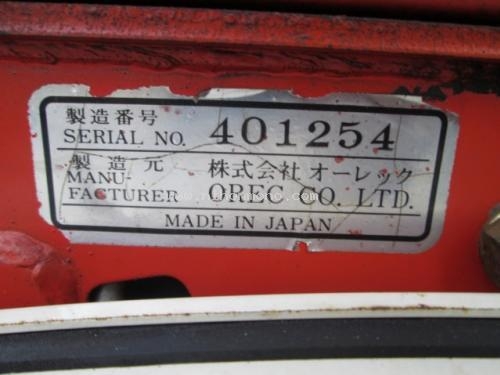 製造番号
SERIAL NO. 401254
製造元 株式会社 オーレック
MANU-
FACTURER OREC CO. LTD.
MADE IN JAPAN